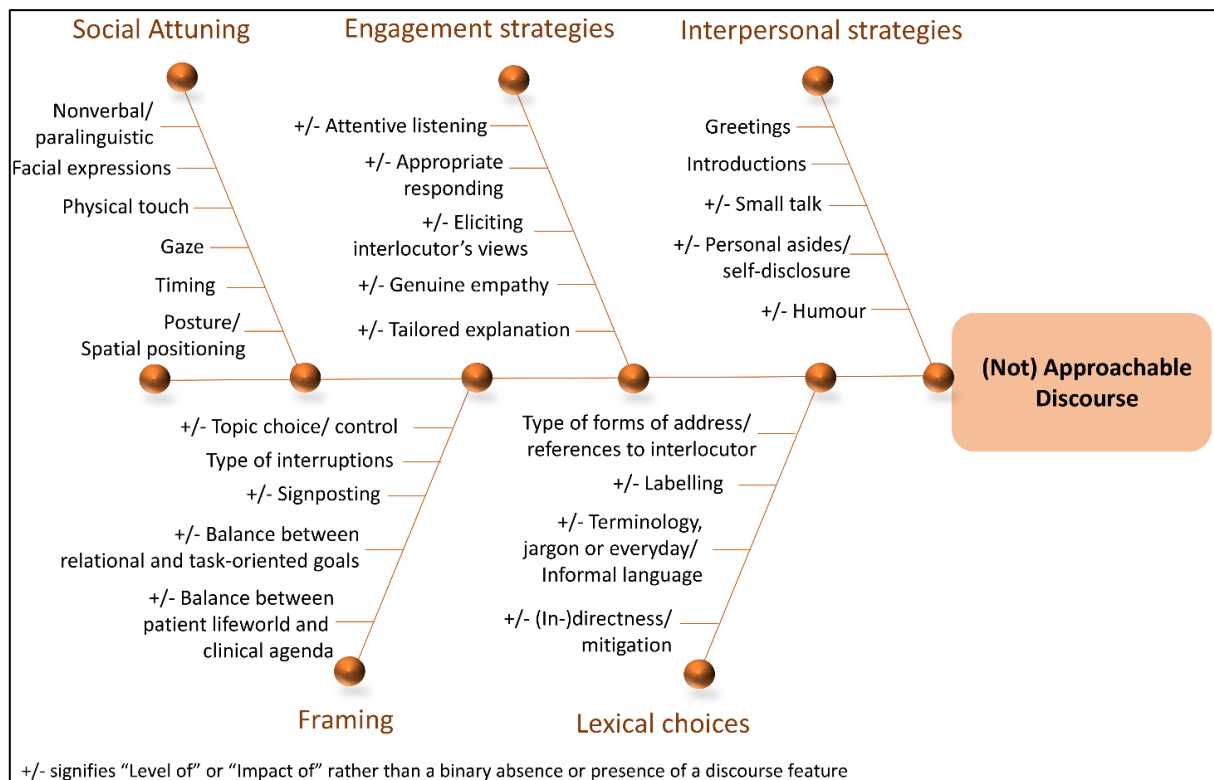 Social Attuning
Nonverbal/
paralinguistic
Facial expressions
Physical touch
Gaze
Timing
Posture/
Spatial positioning
Engagement strategies
+/- Attentive listening
+/- Appropriate
responding
+/- Eliciting
interlocutor’s views
+/- Genuine empathy
+/- Tailored explanation
Interpersonal strategies
Greetings
Introductions
+/- Small talk
+/- Personal asides/
self-disclosure
+/- Humour
(Not) Approachable
Discourse
+/- Topic choice/ control
Type of interruptions
+/- Signposting
+/- Balance between
relational and task-oriented goals
+/- Balance between
patient lifeworld and
clinical agenda
Framing
Type of forms of address/
references to interlocutor
+/- Labelling
+/- Terminology,
jargon or everyday/
Informal language
+/- (In-)directness/
mitigation
Lexical choices
+/- signifies “Level of” or “Impact of” rather than a binary absence or presence of a discourse feature